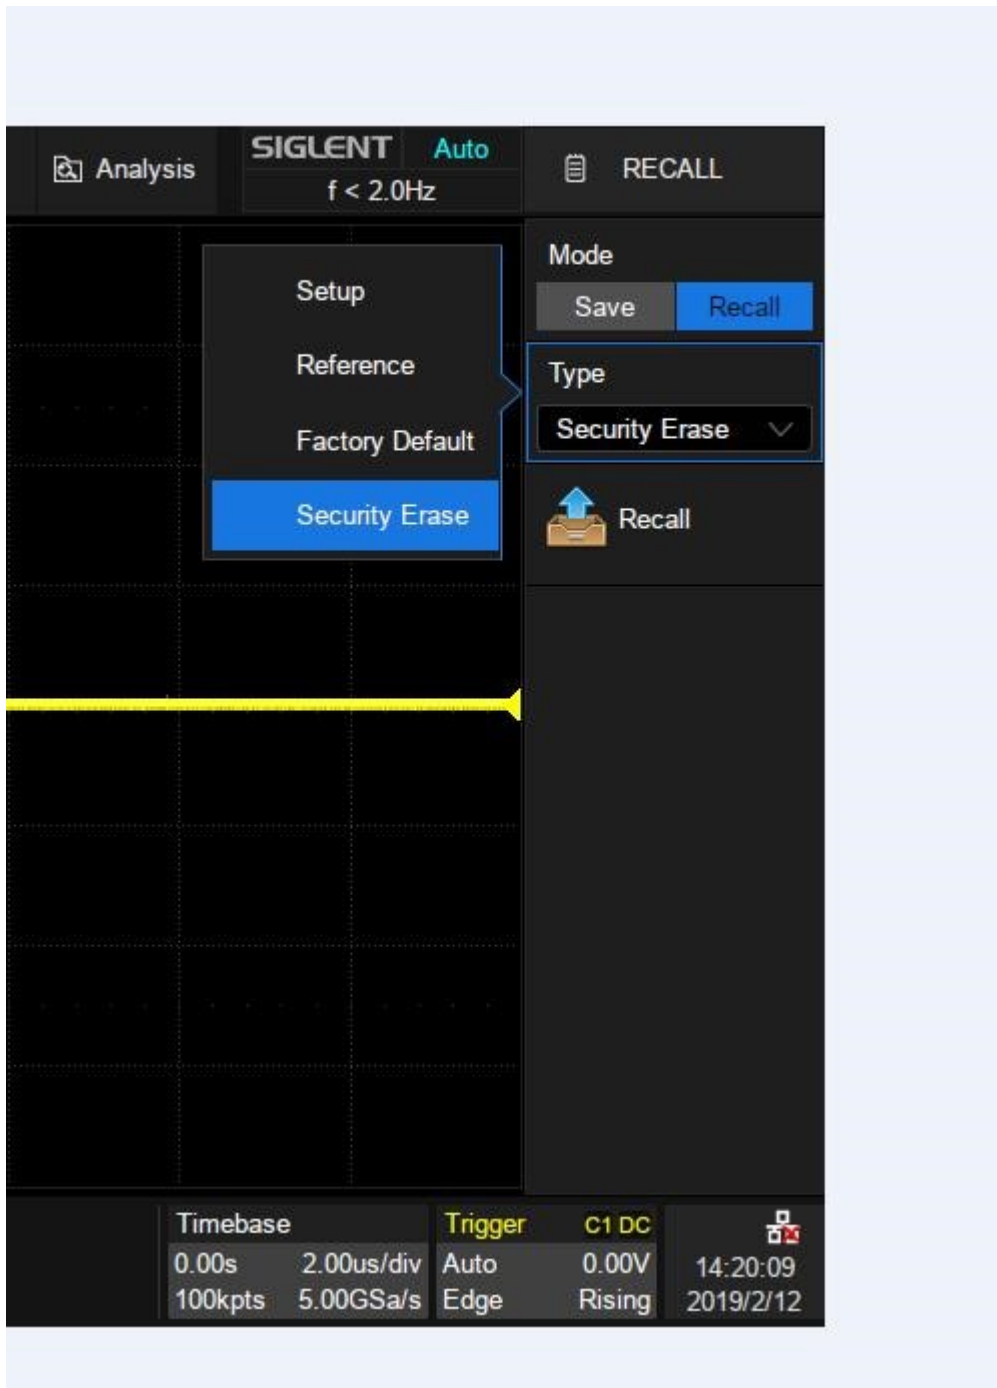 Analysis
SIGLENT Auto
f < 2.0Hz
RECALL
Setup
Reference
Factory Default
Security Erase
Mode
Save Recall
Type
Security Erase
Recall
Timebase
0.00s 2.00us/div
100kpts 5.00GSa/s
Trigger C1 DC
Auto 0.00V
Edge Rising
14:20:09
2019/2/12